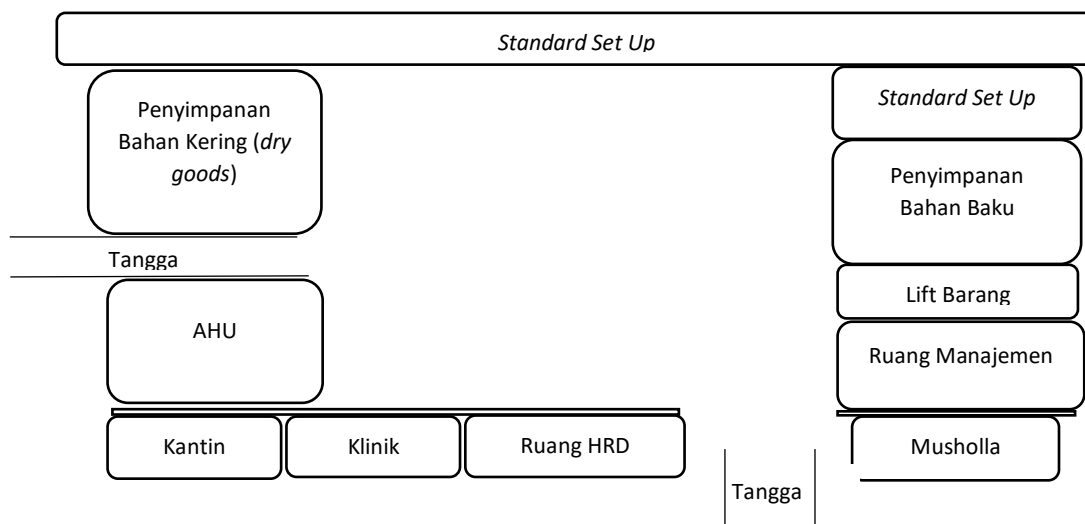 Standard Set Up
Penyimpanan
Bahan Kering (dry
goods)
Standard Set Up
Penyimpanan
Bahan Baku
Tangga
Lift Barang
AHU
Ruang Manajemen
Kantin
Klinik
Ruang HRD
Musholla
Tangga